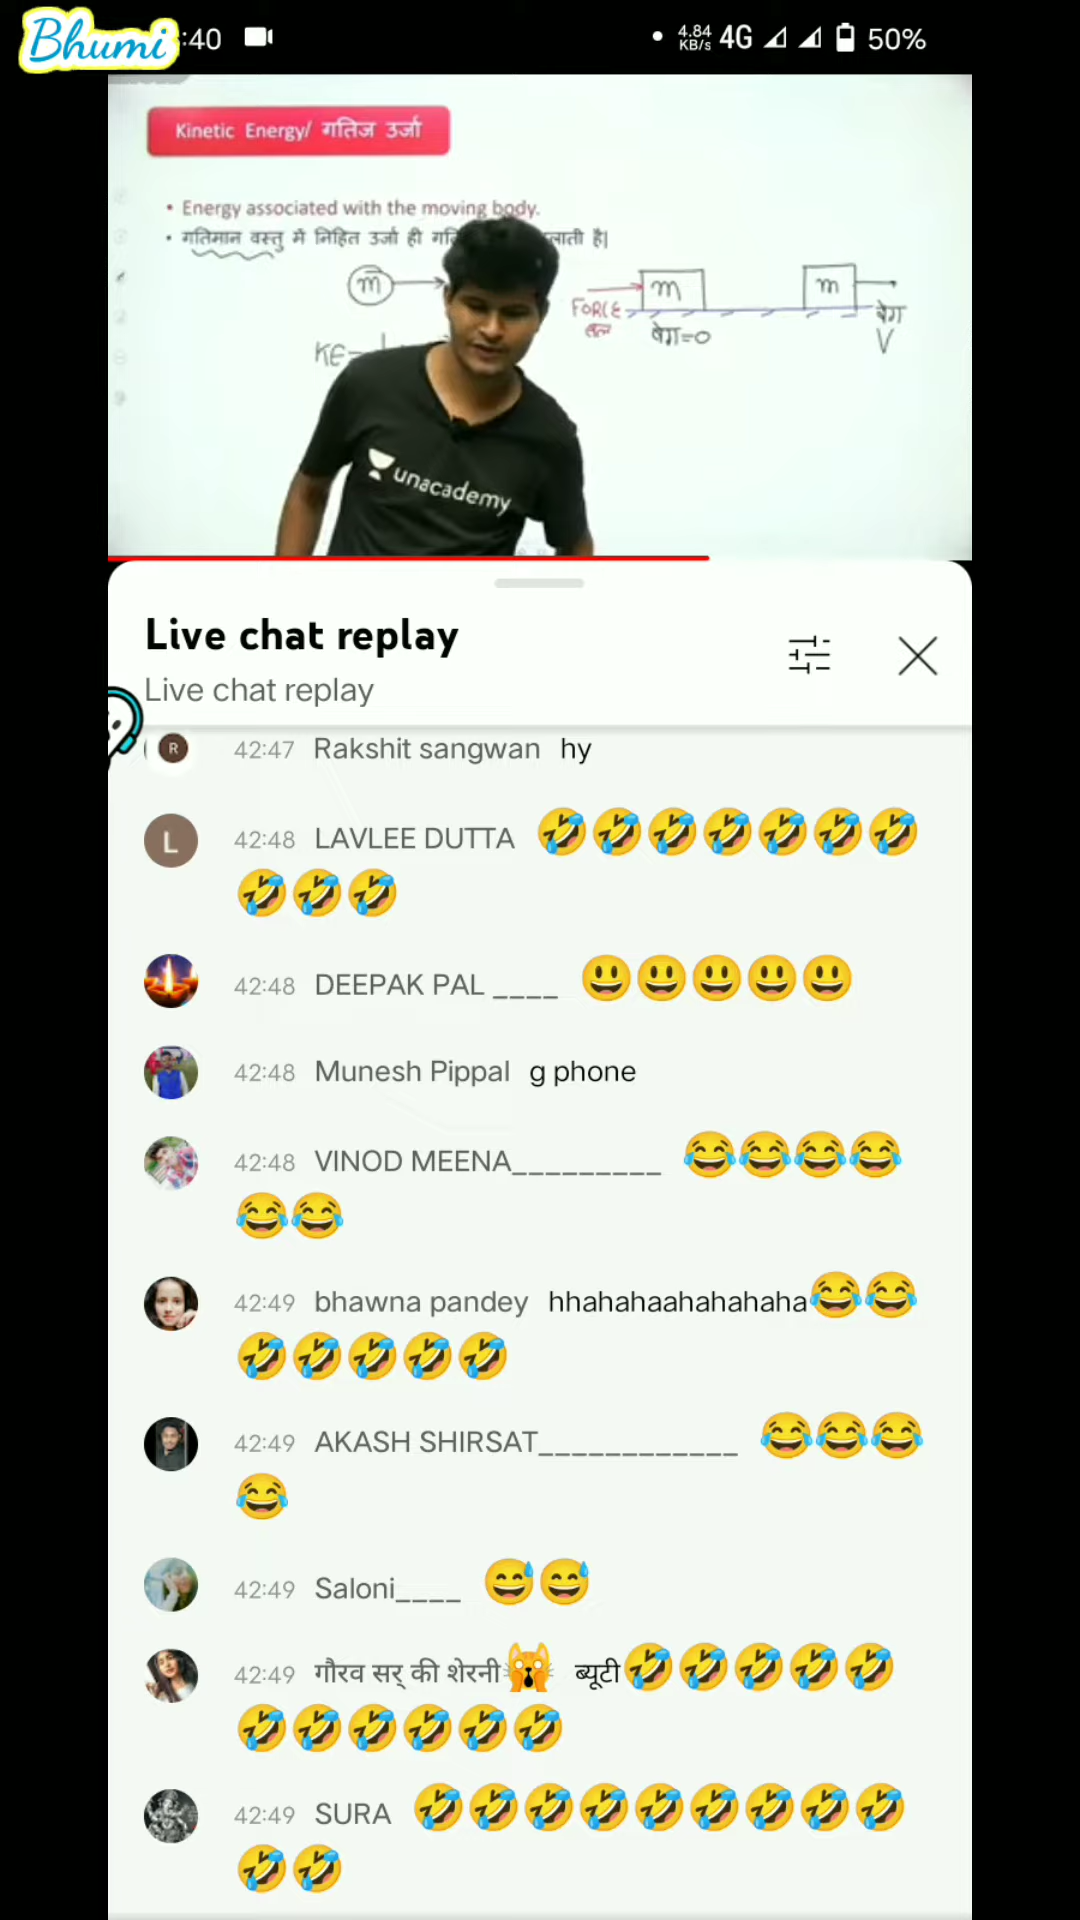 Bhumi :40 4.84 KB/s 4G 50%
Kinetic Energy/ गतिज उर्जा
• Energy associated with the moving body.
• गतिमान वस्तु में निहित उर्जा ही लाती है|
m m m
FORCE
बल वेग=0 वेग
V
KE
unacademy
Live chat replay
Live chat replay
R 42:47 Rakshit sangwan hy
L 42:48 LAVLEE DUTTA 🤣🤣🤣🤣🤣🤣🤣
🤣🤣🤣
42:48 DEEPAK PAL ____ 😃😃😃😃😃
42:48 Munesh Pippal g phone
42:48 VINOD MEENA_________ 😂😂😂😂
😂😂
42:49 bhawna pandey hhahahaahahahaha😂😂
🤣🤣🤣🤣🤣
42:49 AKASH SHIRSAT____________ 😂😂😂
😂
42:49 Saloni____ 😅😅
42:49 गौरव सर् की शेरनी🙀 ब्यूटी🤣🤣🤣🤣🤣
🤣🤣🤣🤣🤣🤣
42:49 SURA 🤣🤣🤣🤣🤣🤣🤣🤣🤣
🤣🤣